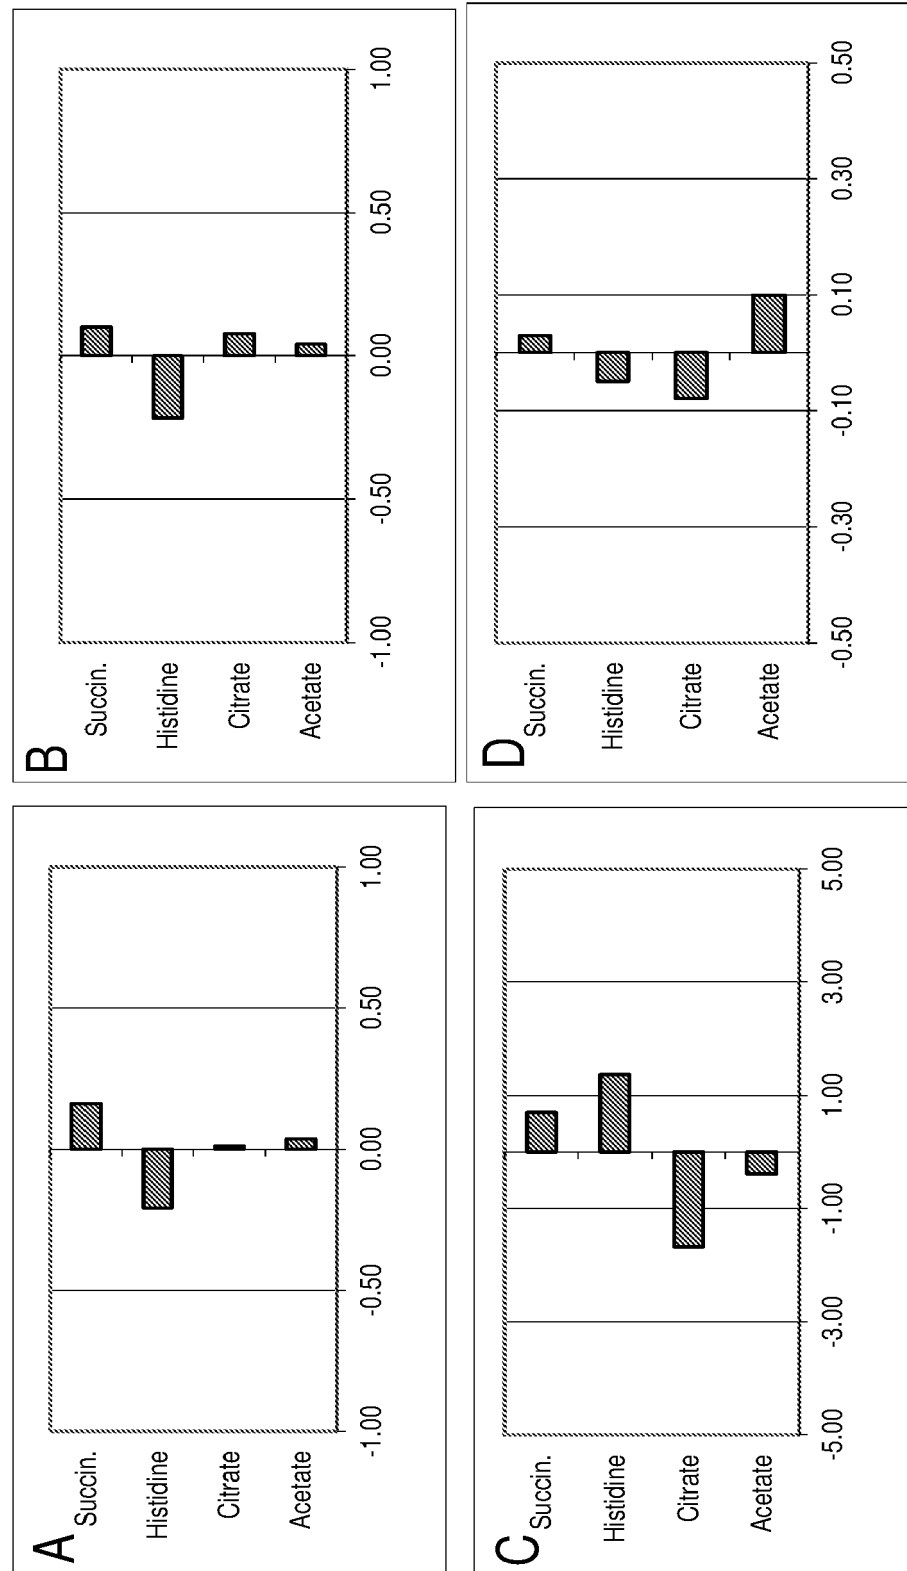 A
Succin.
Histidine
Citrate
Acetate
-1.00
-0.50
0.00
0.50
1.00
B
Succin.
Histidine
Citrate
Acetate
-1.00
-0.50
0.00
0.50
1.00
C
Succin.
Histidine
Citrate
Acetate
-5.00
-3.00
-1.00
1.00
3.00
5.00
D
Succin.
Histidine
Citrate
Acetate
-0.50
-0.30
-0.10
0.10
0.30
0.50